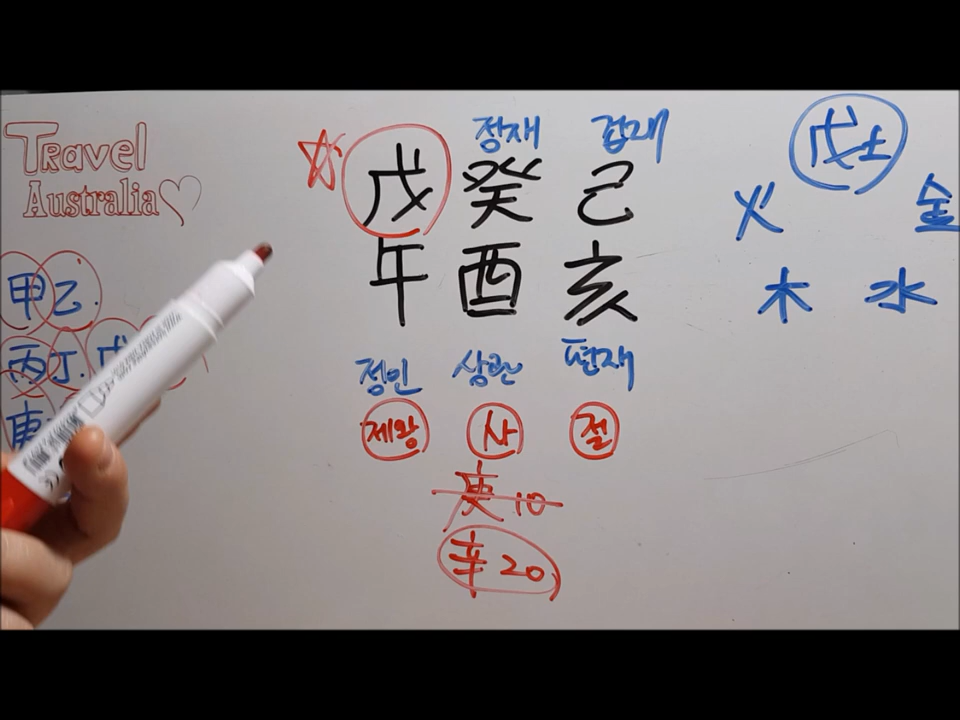 Travel
Australia
정재 겁재
戊 癸 己
午 酉 亥
정인 상관 편재
제왕 사 절
庚 10
辛 20
甲乙.
丙丁.戊
庚
戊土
火 金
木 水